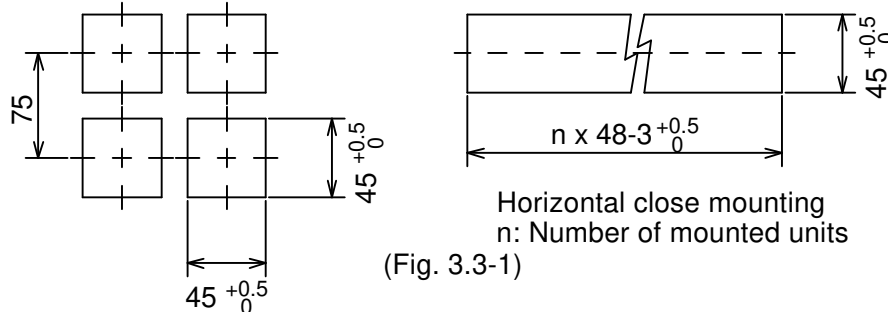 75
45 +0.5 0
45 +0.5 0
n x 48-3 +0.5 0
45 +0.5 0
Horizontal close mounting
n: Number of mounted units
(Fig. 3.3-1)